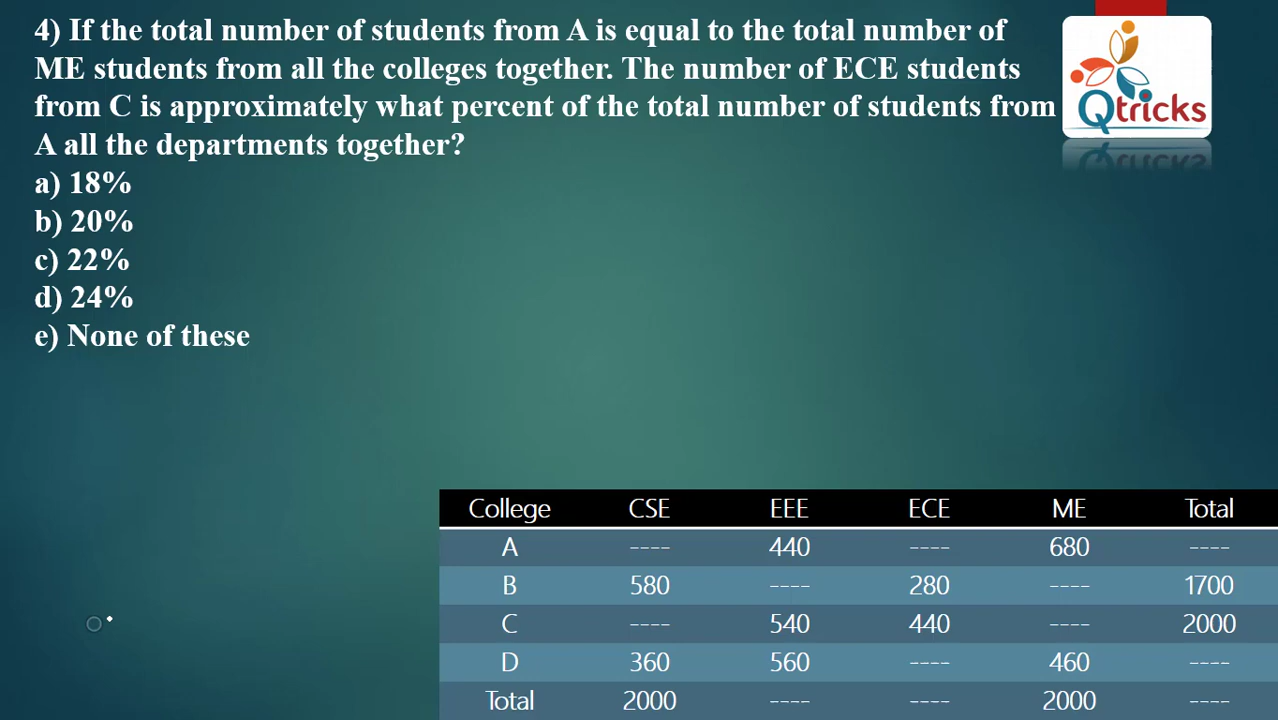 4) If the total number of students from A is equal to the total number of
ME students from all the colleges together. The number of ECE students
from C is approximately what percent of the total number of students from
A all the departments together?
a) 18%
b) 20%
c) 22%
d) 24%
e) None of these
Qtricks
College CSE EEE ECE ME Total
A ---- 440 ---- 680 ----
B 580 ---- 280 ---- 1700
C ---- 540 440 ---- 2000
D 360 560 ---- 460 ----
Total 2000 ---- ---- 2000 ----